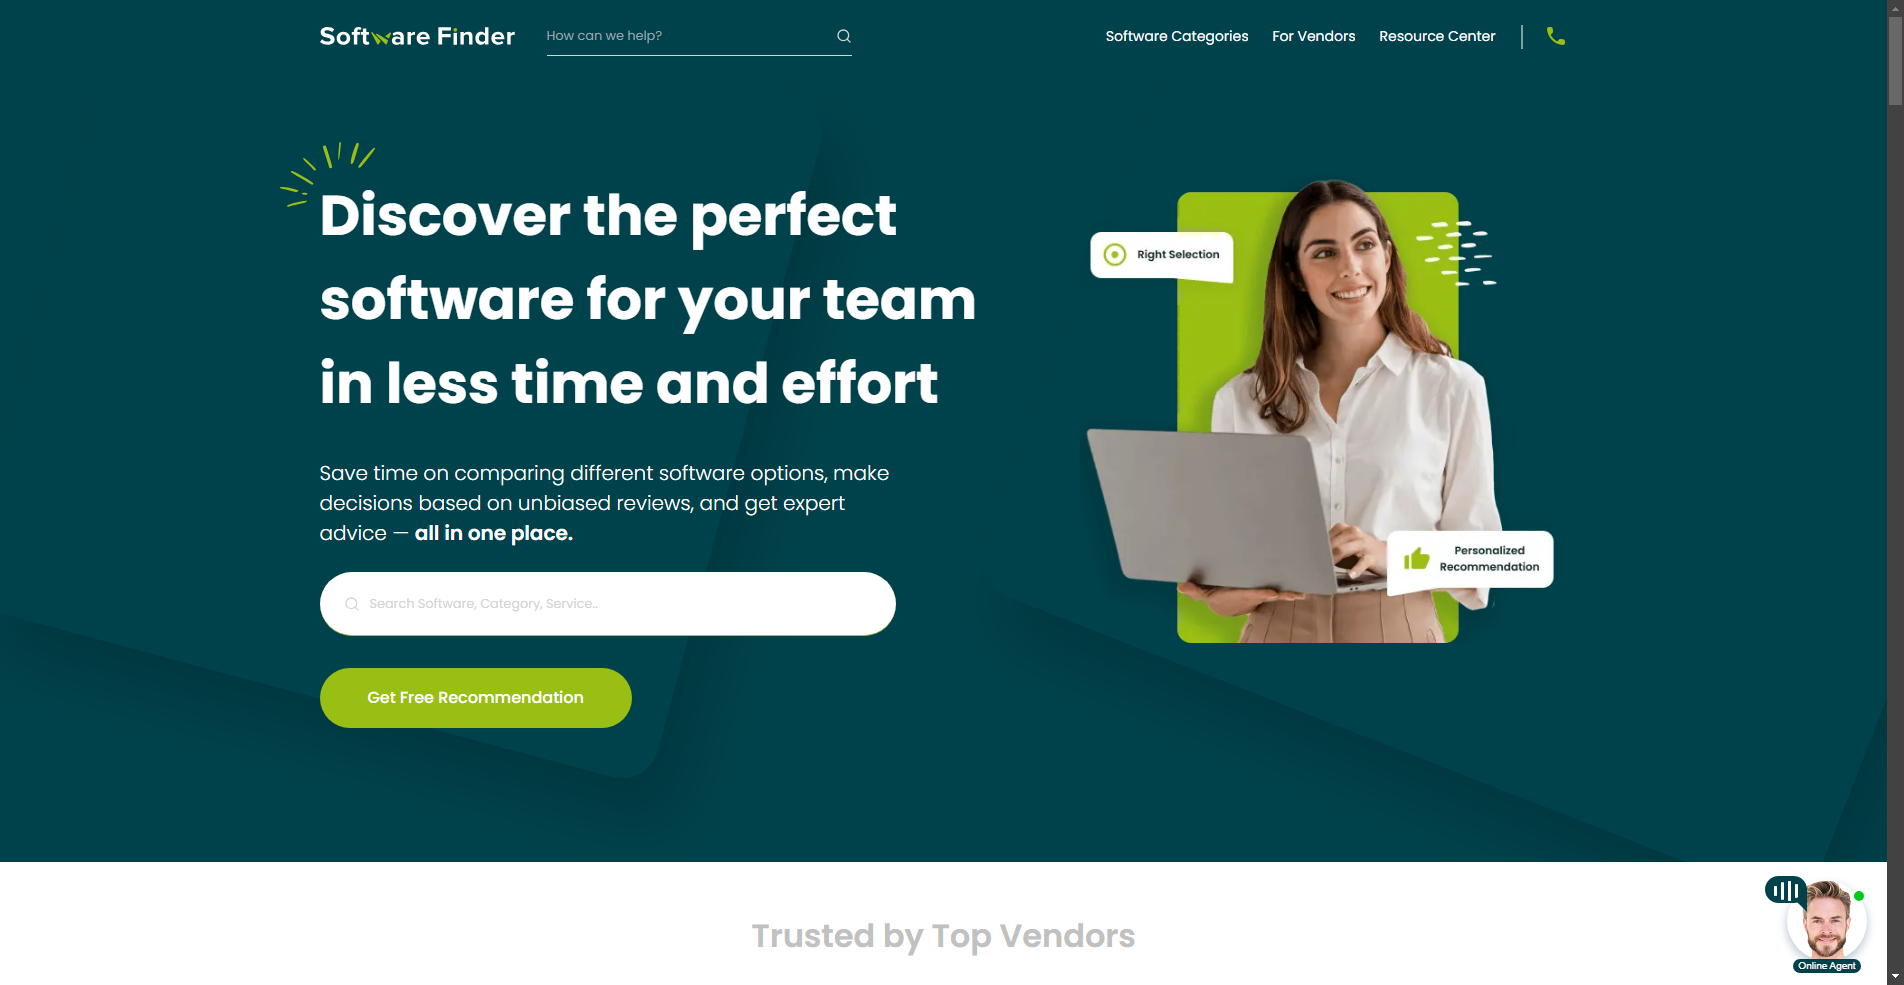 Software Finder
How can we help?
Software Categories
For Vendors
Resource Center
Discover the perfect
software for your team
in less time and effort
Save time on comparing different software options, make
decisions based on unbiased reviews, and get expert
advice — all in one place.
Search Software, Category, Service..
Get Free Recommendation
Right Selection
Personalized
Recommendation
Trusted by Top Vendors
Online Agent